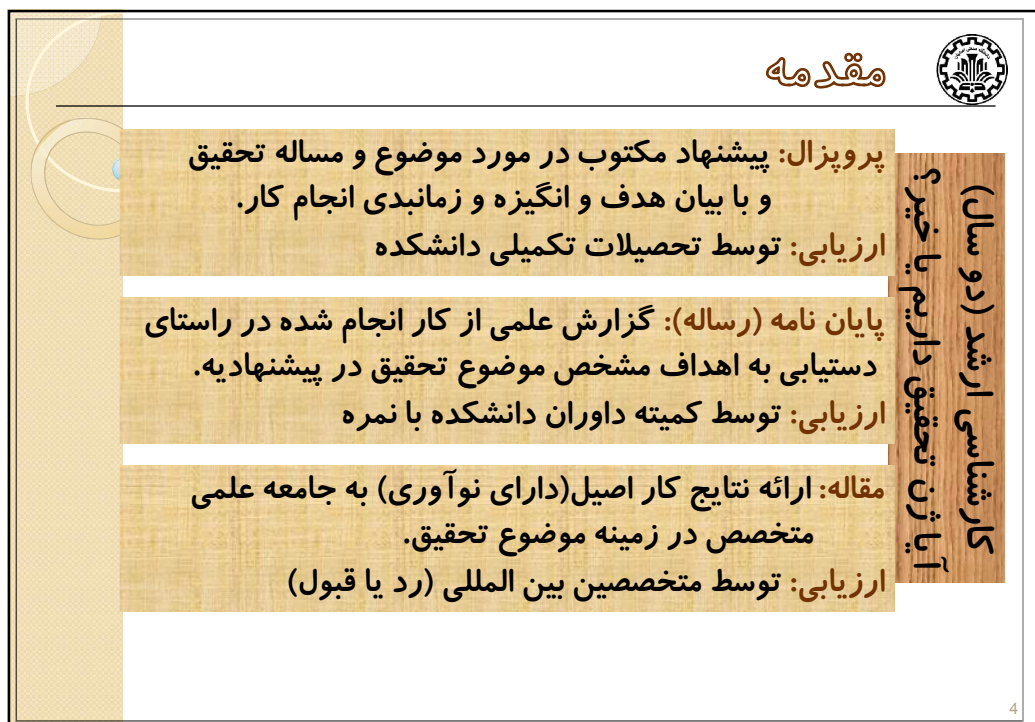 مقدمه
پروپزال: پیشنهاد مکتوب در مورد موضوع و مساله تحقیق
و با بیان هدف و انگیزه و زمانبدی انجام کار.
ارزیابی: توسط تحصیلات تکمیلی دانشکده
پایان نامه (رساله): گزارش علمی از کار انجام شده در راستای
دستیابی به اهداف مشخص موضوع تحقیق در پیشنهادیه.
ارزیابی: توسط کمیته داوران دانشکده با نمره
مقاله: ارائه نتایج کار اصیل(دارای نوآوری) به جامعه علمی
متخصص در زمینه موضوع تحقیق.
ارزیابی: توسط متخصصین بین المللی (رد یا قبول)
کارشناسی ارشد (دو سال)
آیا ژن تحقیق داریم یا خیر؟
4